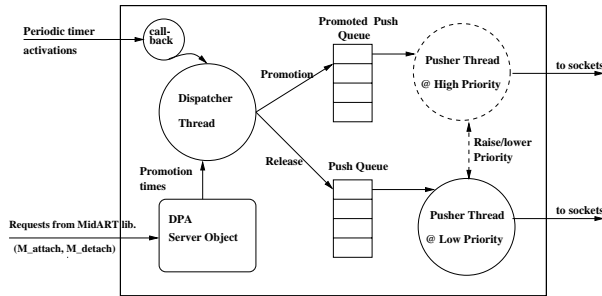 Periodic timer
activations
call-
back
Promoted Push
Queue
Pusher Thread
@ High Priority
to sockets
Promotion
Dispatcher
Thread
Raise/lower
Priority
Release
Push Queue
Promotion
times
to sockets
Requests from MidART lib.
(M_attach, M_detach)
DPA
Server Object
Pusher Thread
@ Low Priority